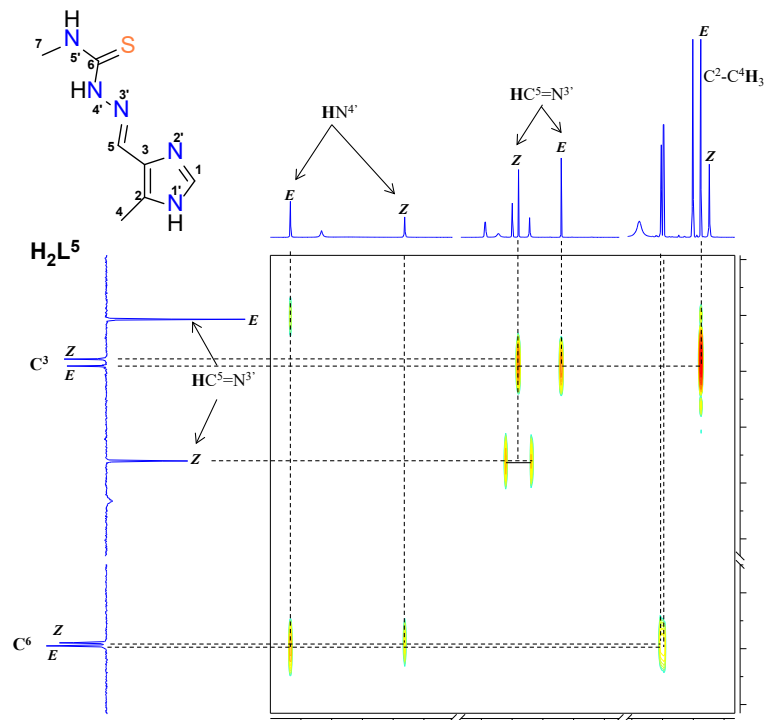 H
7
N
5'
S
6
HN
4'
N
3'
5
3
N
2'
1
2
N
1'
H
4
H₂L⁵
HN⁴'
E
Z
HC⁵=N³'
Z
E
E
C²-C⁴H₃
Z
E
Z
C³
E
HC⁵=N³'
Z
Z
C⁶
E